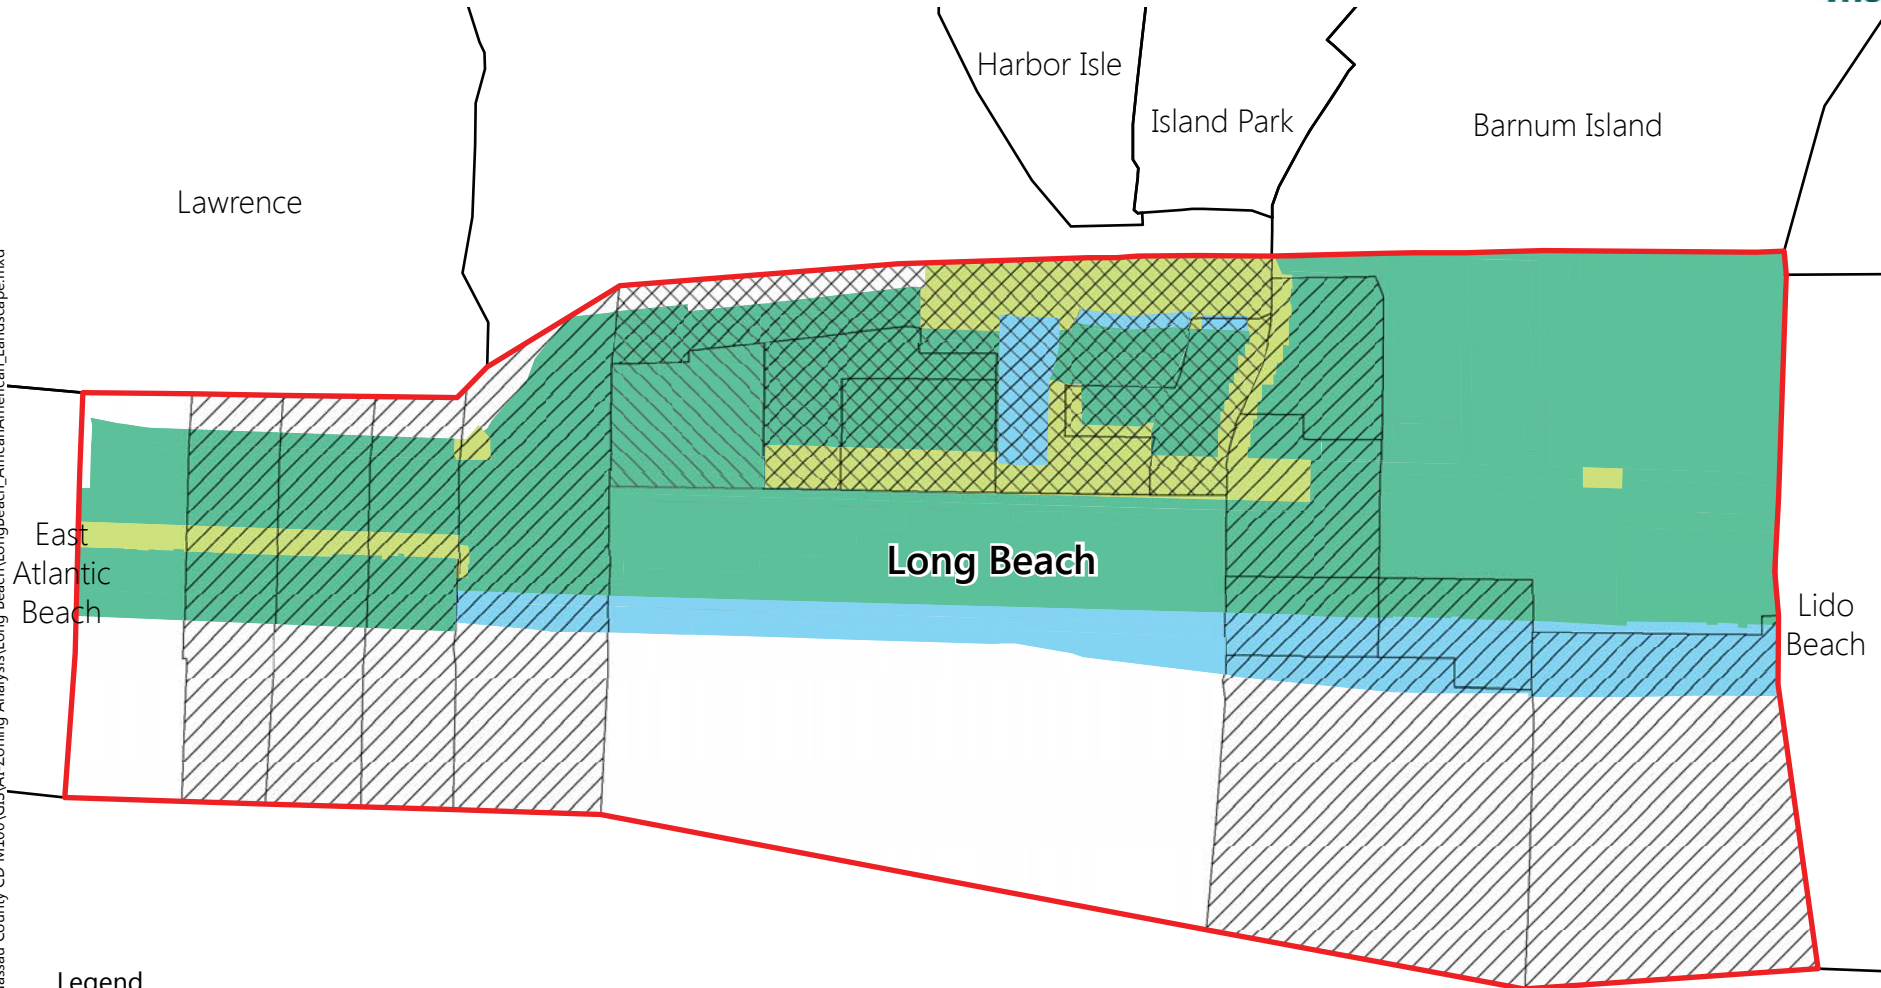 Harbor Isle
Island Park
Barnum Island
Lawrence
Long Beach
East
Atlantic
Beach
Lido
Beach
Legend